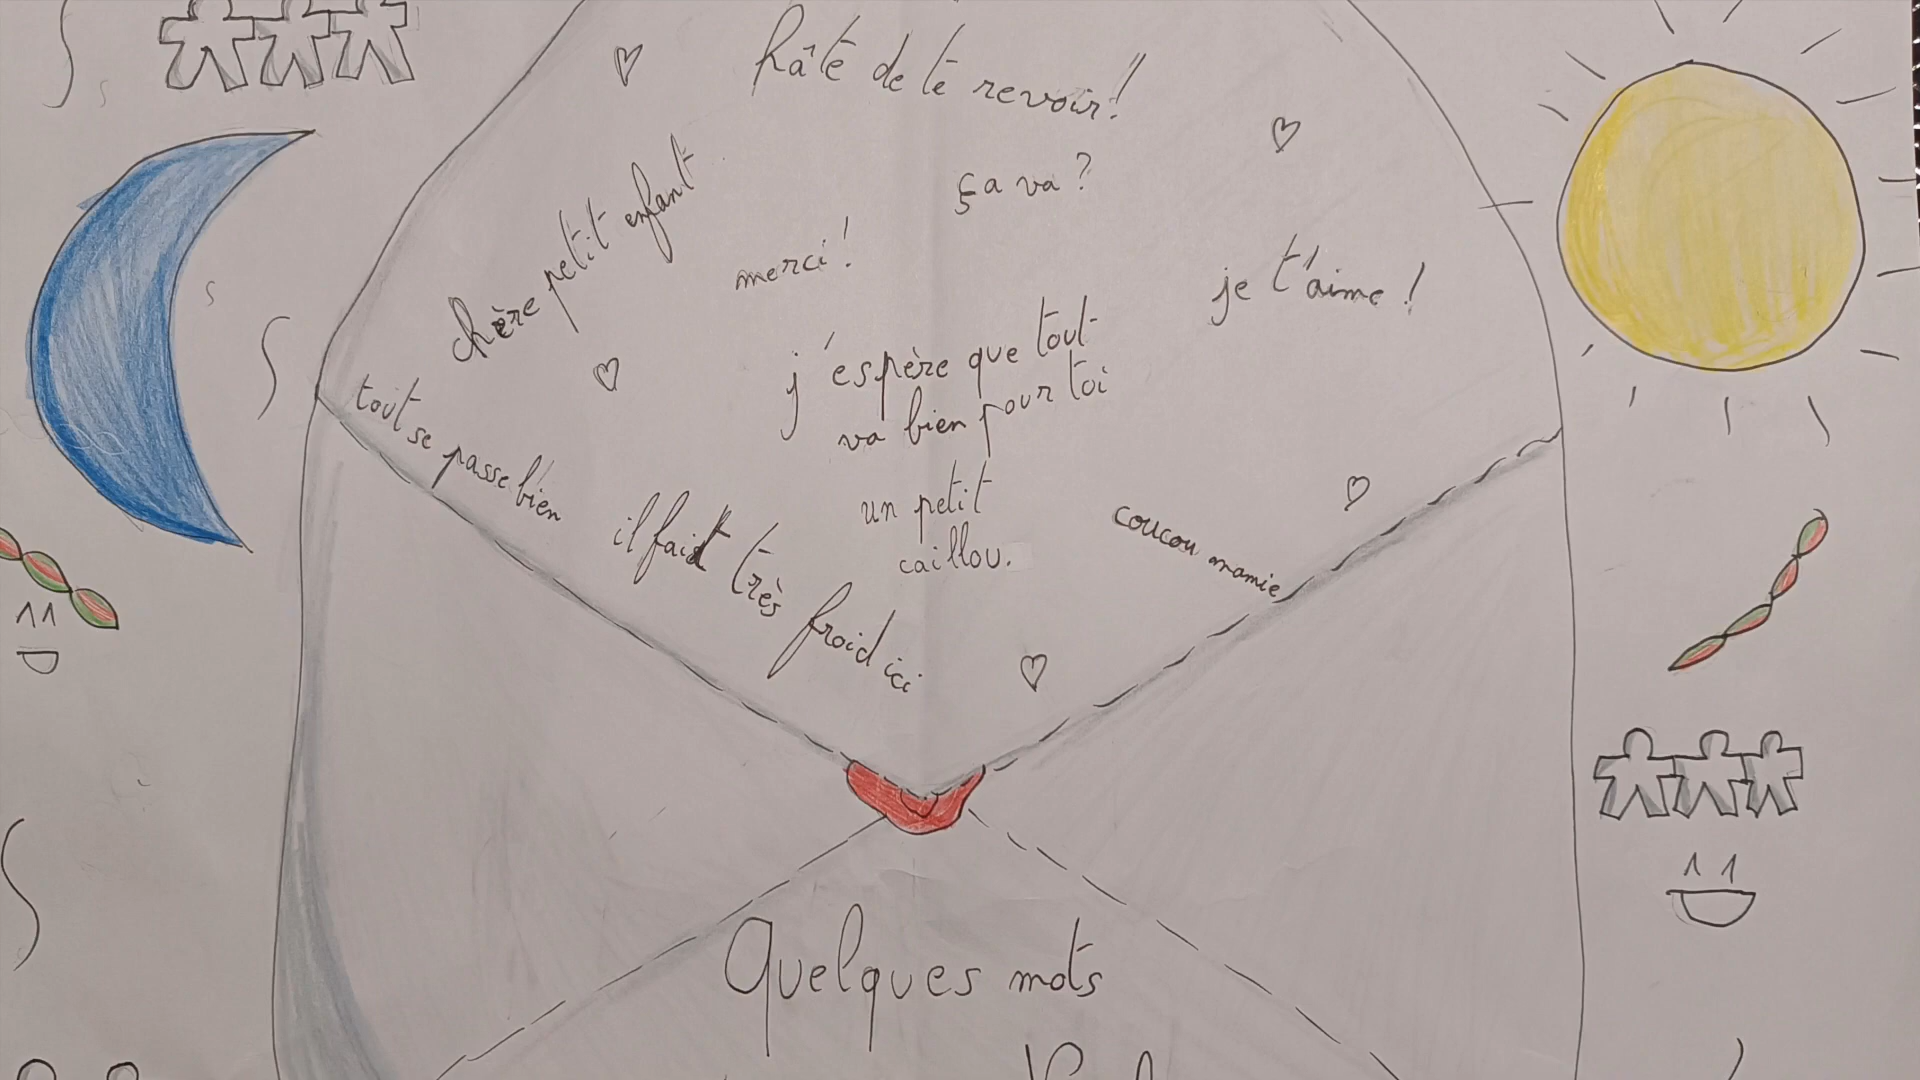 hâte de te revoir !
ça va ?
chère petit enfant
merci !
je t'aime !
j'espère que tout
va bien pour toi
tout se passe bien
un petit
caillou.
il fait très froid ici
coucou mamie
Quelques mots